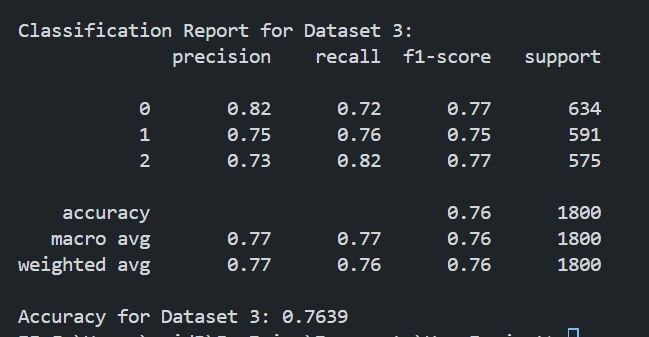 Classification Report for Dataset 3:
precision recall f1-score support
0 0.82 0.72 0.77 634
1 0.75 0.76 0.75 591
2 0.73 0.82 0.77 575
accuracy 0.76 1800
macro avg 0.77 0.77 0.76 1800
weighted avg 0.77 0.76 0.76 1800
Accuracy for Dataset 3: 0.7639